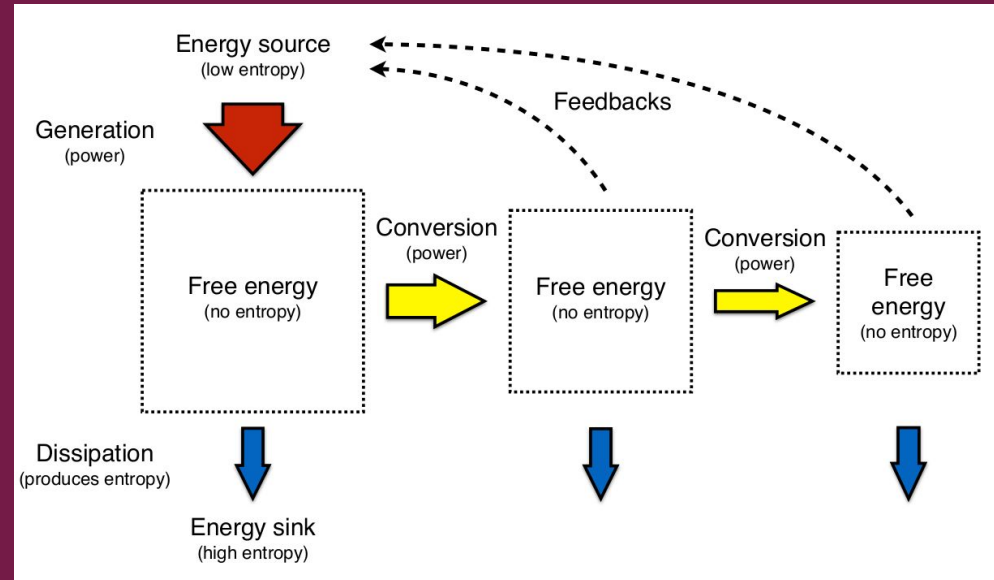 Energy source
(low entropy)
Feedbacks
Generation
(power)
Conversion
(power)
Conversion
(power)
Free energy
(no entropy)
Free energy
(no entropy)
Free
energy
(no entropy)
Dissipation
(produces entropy)
Energy sink
(high entropy)